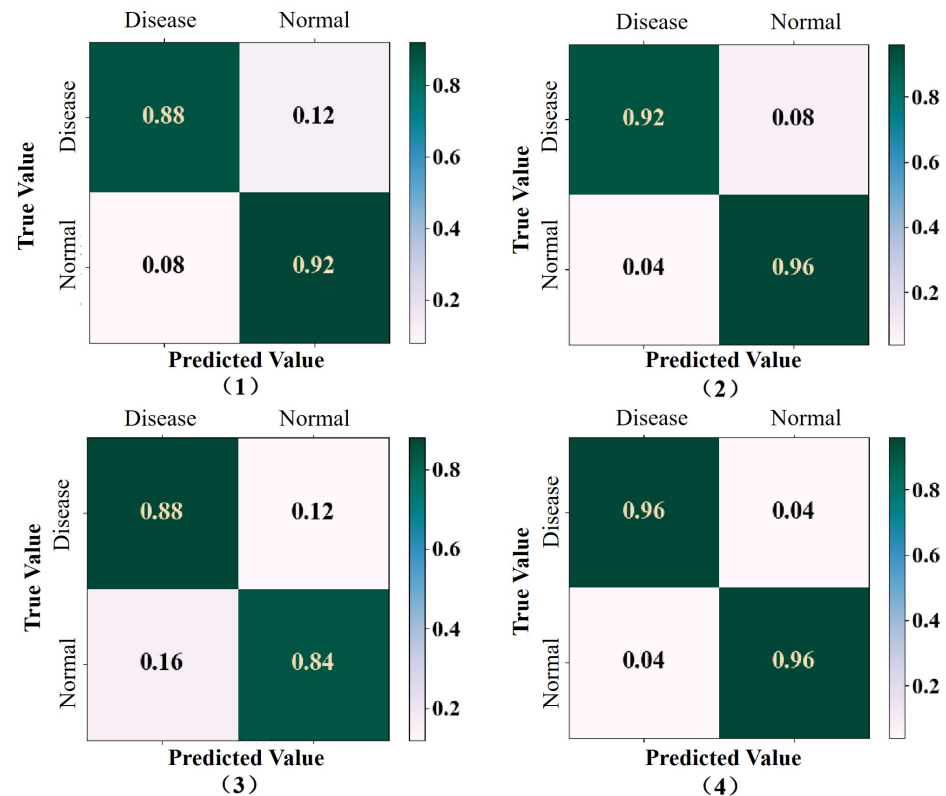 Disease Normal
Disease 0.88 0.12 0.8
0.6
True Value
0.4
Normal 0.08 0.92 0.2
Predicted Value
（1）
Disease Normal
Disease 0.92 0.08 0.8
0.6
True Value
0.4
Normal 0.04 0.96 0.2
Predicted Value
（2）
Disease Normal
Disease 0.88 0.12 0.8
0.6
True Value
0.4
Normal 0.16 0.84 0.2
Predicted Value
（3）
Disease Normal
Disease 0.96 0.04 0.8
0.6
True Value
0.4
Normal 0.04 0.96 0.2
Predicted Value
（4）